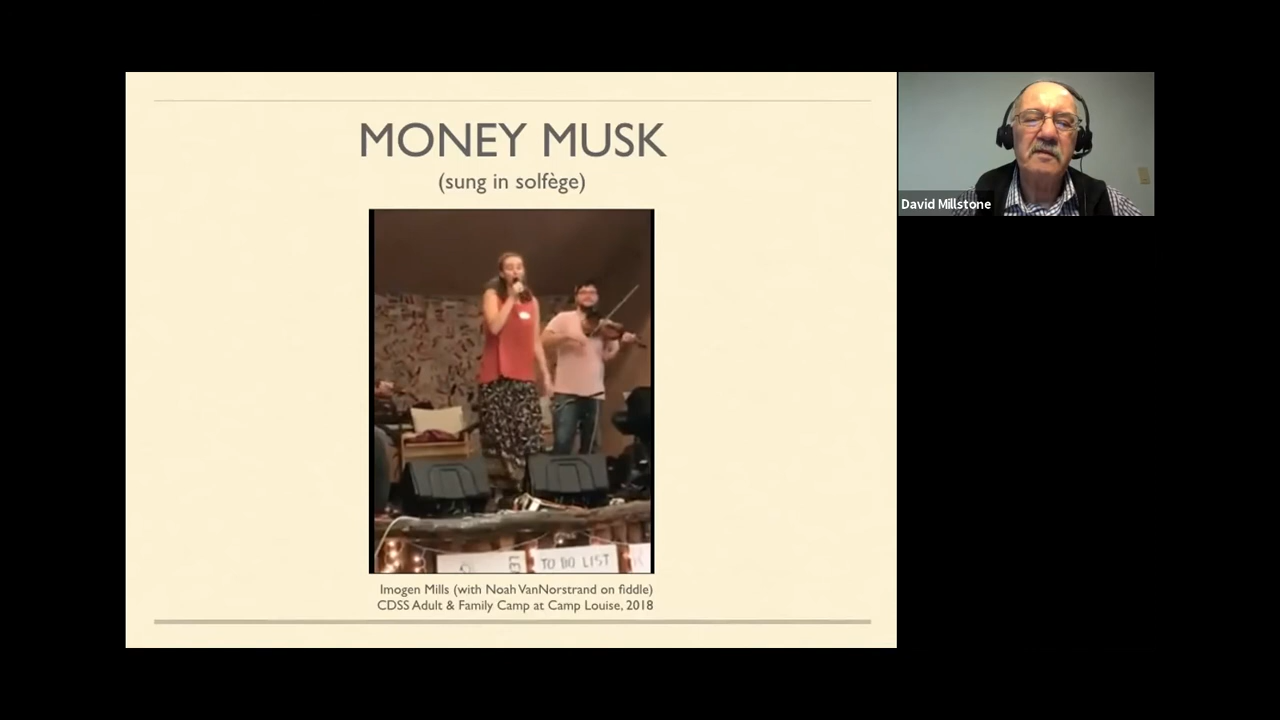 MONEY MUSK
(sung in solfège)
TO DO LIST
Imogen Mills (with Noah VanNorstrand on fiddle)
CDSS Adult & Family Camp at Camp Louise, 2018
David Millstone